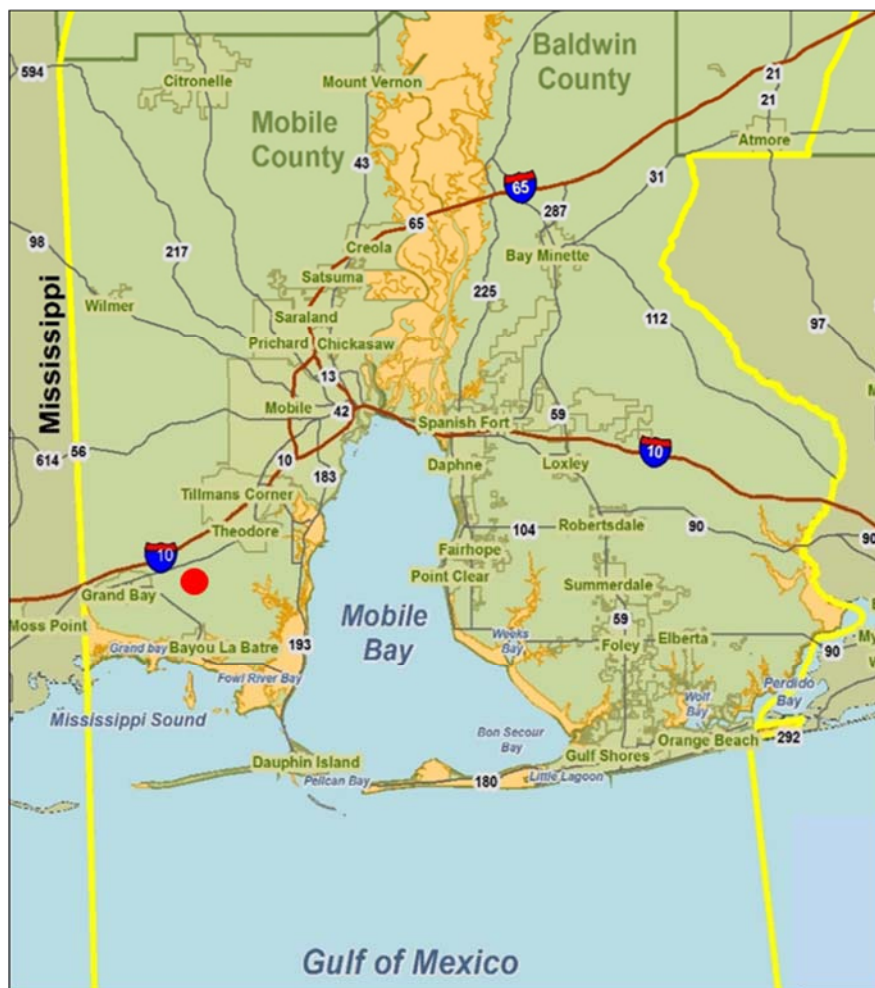 Baldwin
County
594
Citronelle
Mount Vernon
21
21
Mobile
County
Atmore
43
31
65
287
65
Creola
Bay Minette
98
217
Satsuma
225
Wilmer
Saraland
112
97
Prichard
Chickasaw
Mississippi
13
Mobile
42
Spanish Fort
59
614
56
10
183
Daphne
Loxley
10
Tillmans Corner
Theodore
104
Robertsdale
90
90
10
Fairhope
Point Clear
Summerdale
Grand Bay
Mobile
Bay
59
Moss Point
Grand bay
Bayou La Batre
193
Weeks
Bay
Foley
Elberta
90
My
Fowl River Bay
Perdido
Bay
Wolf
Bay
Mississippi Sound
Bon Secour
Bay
Orange Beach
292
Dauphin Island
Gulf Shores
Pelican Bay
180
Little Lagoon
Gulf of Mexico